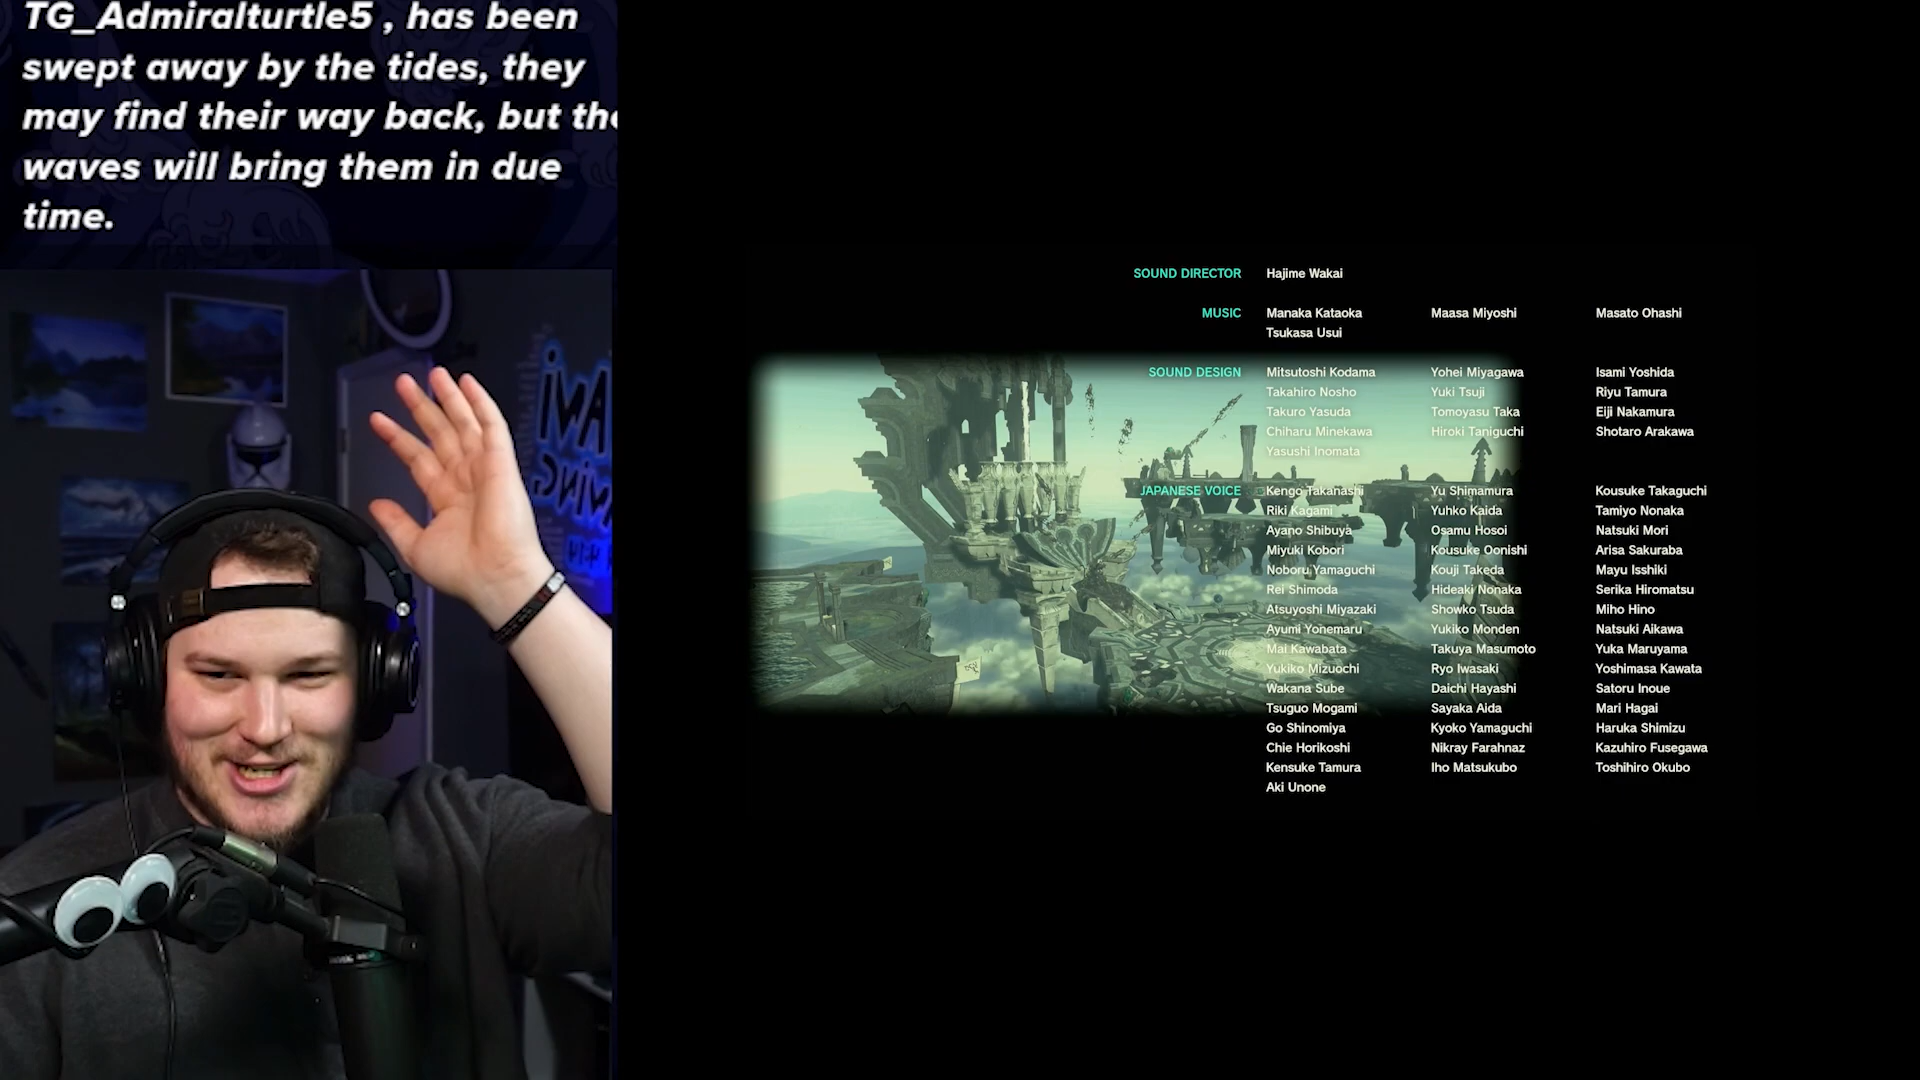 TG_Admiralturtle5 , has been
swept away by the tides, they
may find their way back, but the
waves will bring them in due
time.
SOUND DIRECTOR Hajime Wakai
MUSIC Manaka Kataoka Maasa Miyoshi Masato Ohashi
Tsukasa Usui
SOUND DESIGN Mitsutoshi Kodama Yohei Miyagawa Isami Yoshida
Takahiro Nosho Yuki Tsuji Riyu Tamura
Takuro Yasuda Tomoyasu Taka Eiji Nakamura
Chiharu Minekawa Hiroki Taniguchi Shotaro Arakawa
Yasushi Inomata
JAPANESE VOICE Kengo Takanashi Yu Shimamura Kousuke Takaguchi
Riki Kagami Yuhko Kaida Tamiyo Nonaka
Ayano Shibuya Osamu Hosoi Natsuki Mori
Miyuki Kobori Kousuke Oonishi Arisa Sakuraba
Noboru Yamaguchi Kouji Takeda Mayu Isshiki
Rei Shimoda Hideaki Nonaka Serika Hiromatsu
Atsuyoshi Miyazaki Showko Tsuda Miho Hino
Ayumi Yonemaru Yukiko Monden Natsuki Aikawa
Mai Kawabata Takuya Masumoto Yuka Maruyama
Yukiko Mizuochi Ryo Iwasaki Yoshimasa Kawata
Wakana Sube Daichi Hayashi Satoru Inoue
Tsuguo Mogami Sayaka Aida Mari Hagai
Go Shinomiya Kyoko Yamaguchi Haruka Shimizu
Chie Horikoshi Nikray Farahnaz Kazuhiro Fusegawa
Kensuke Tamura Iho Matsukubo Toshihiro Okubo
Aki Unone